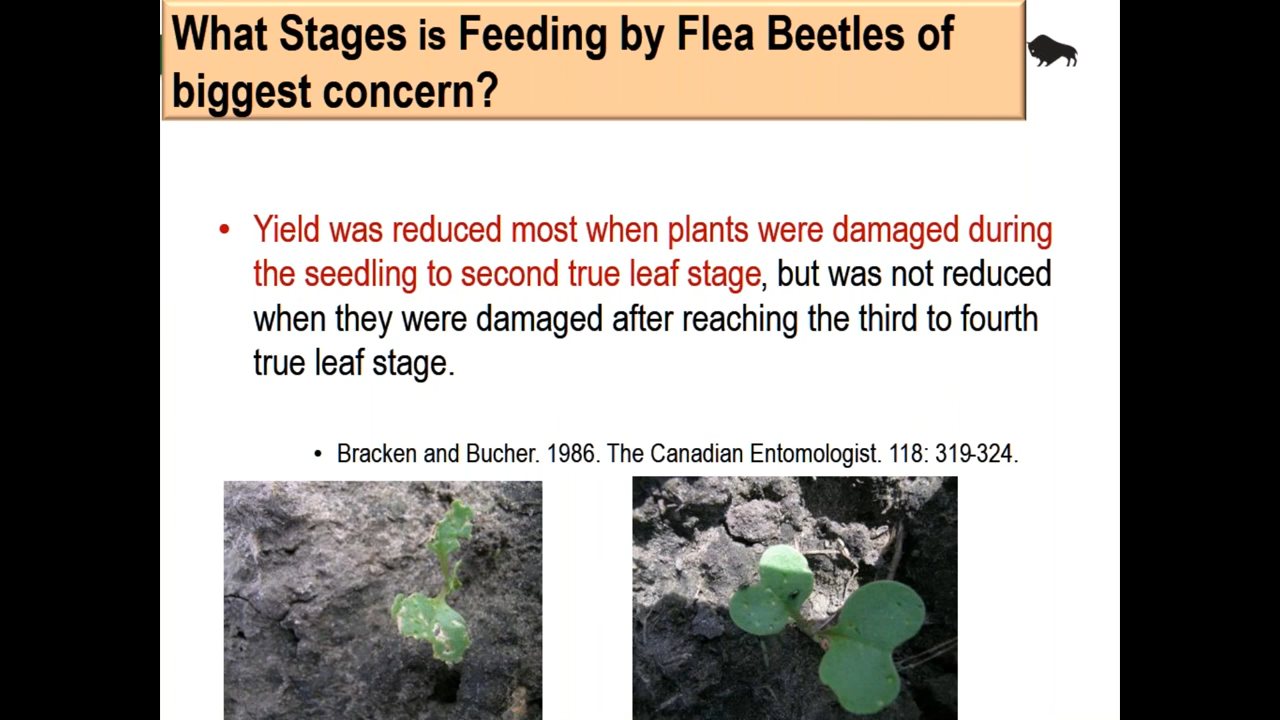 What Stages is Feeding by Flea Beetles of
biggest concern?
• Yield was reduced most when plants were damaged during
the seedling to second true leaf stage, but was not reduced
when they were damaged after reaching the third to fourth
true leaf stage.
• Bracken and Bucher. 1986. The Canadian Entomologist. 118: 319-324.